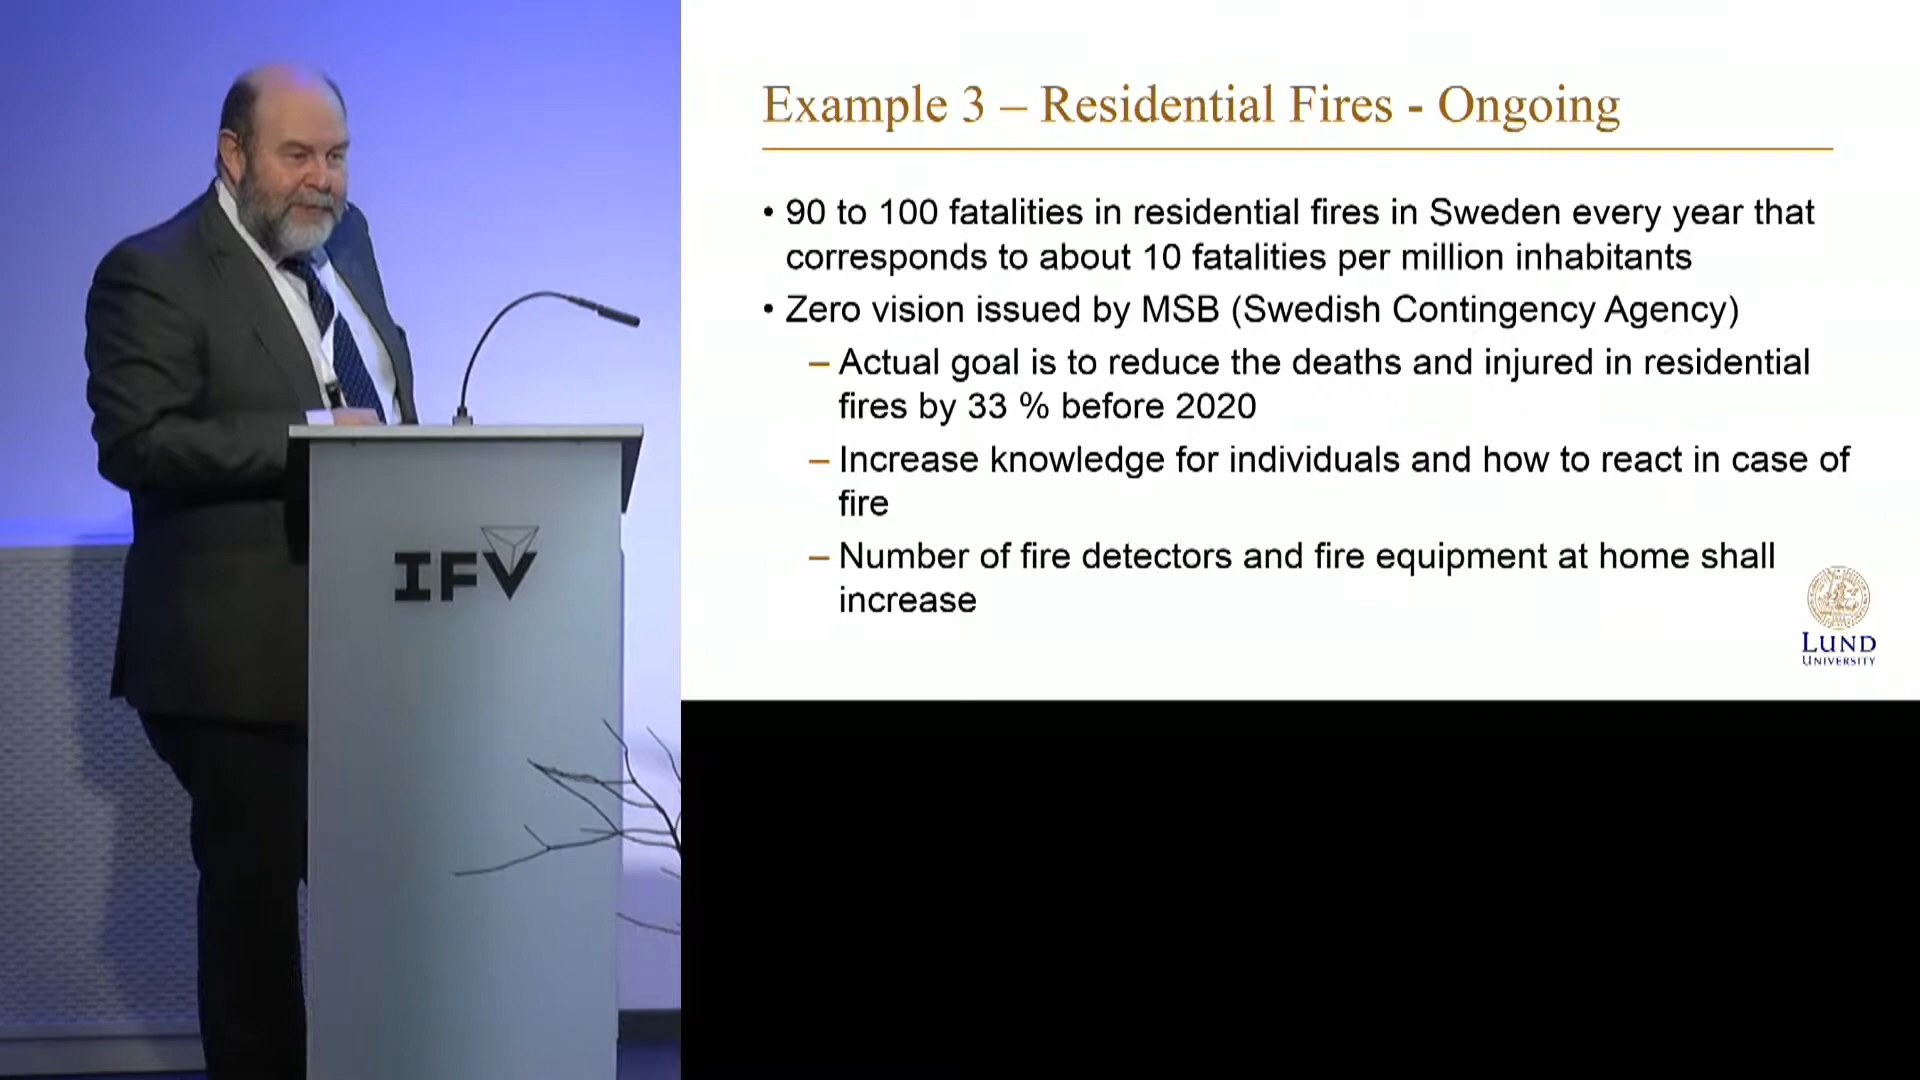 Example 3 – Residential Fires - Ongoing
• 90 to 100 fatalities in residential fires in Sweden every year that
corresponds to about 10 fatalities per million inhabitants
• Zero vision issued by MSB (Swedish Contingency Agency)
– Actual goal is to reduce the deaths and injured in residential
fires by 33 % before 2020
– Increase knowledge for individuals and how to react in case of
fire
– Number of fire detectors and fire equipment at home shall
increase
LUND
UNIVERSITY
IFV